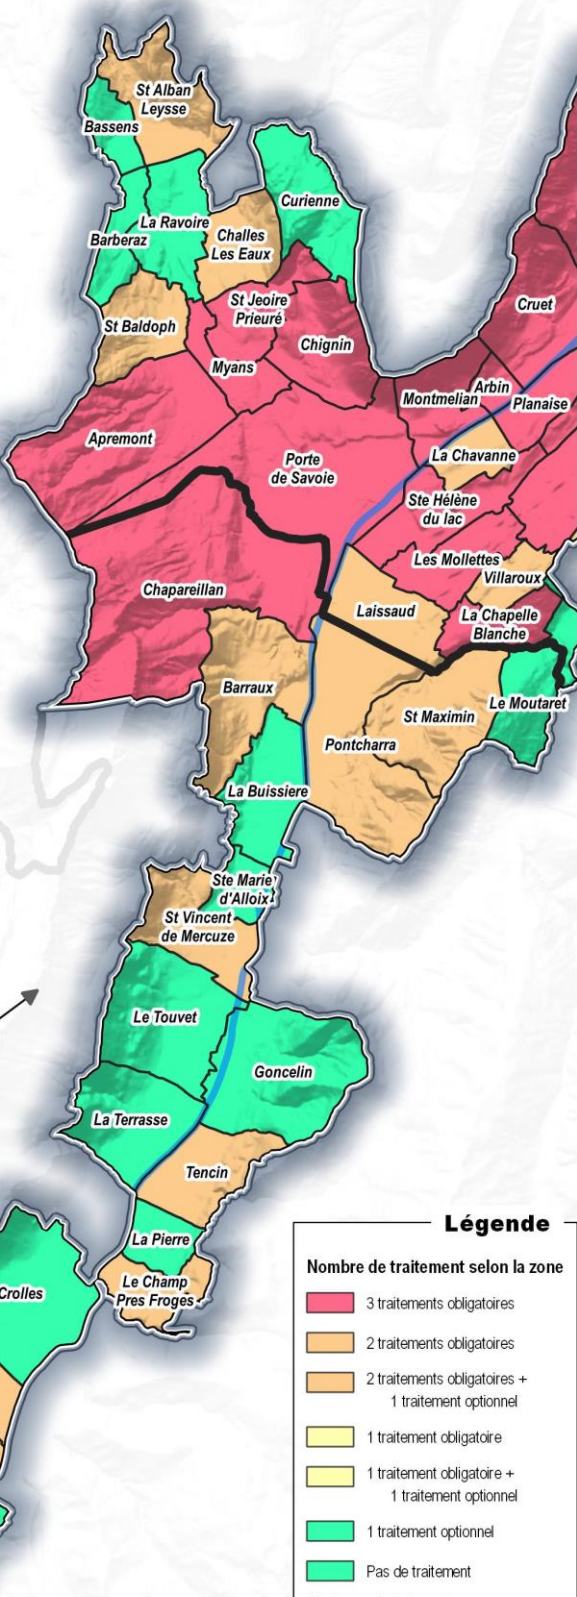 St Alban
Leysse
Bassens
Curienne
La Ravoire
Barberaz
Challes
Les Eaux
St Jeoire
Prieuré
Cruet
St Baldoph
Chignin
Myans
Arbin
Montmelian
Planaise
Apremont
La Chavanne
Porte
de Savoie
Ste Hélène
du lac
Les Mollettes
Villaroux
Chapareillan
Laissaud
La Chapelle
Blanche
Barraux
Le Moutaret
St Maximin
Pontcharra
La Buissiere
Ste Marie
d'Alloix
St Vincent
de Mercuze
Le Touvet
Goncelin
La Terrasse
Tencin
La Pierre
Le Champ
Pres Froges
Crolles
Légende
Nombre de traitement selon la zone
3 traitements obligatoires
2 traitements obligatoires
2 traitements obligatoires +
1 traitement optionnel
1 traitement obligatoire
1 traitement obligatoire +
1 traitement optionnel
1 traitement optionnel
Pas de traitement